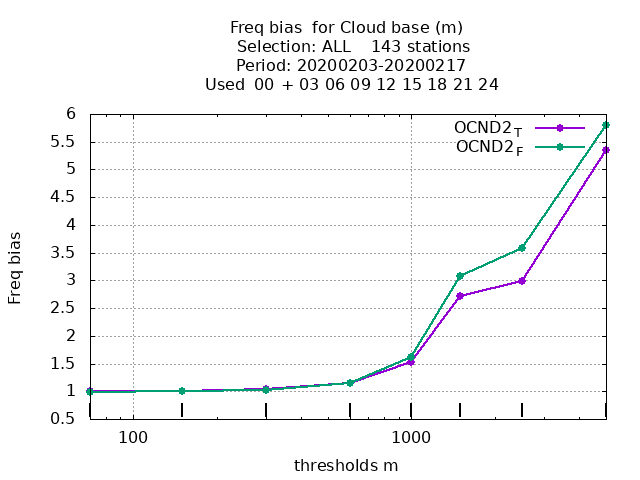 Freq bias  for Cloud base (m)
Selection: ALL    143 stations
Period: 20200203-20200217
Used  00 + 03 06 09 12 15 18 21 24
OCND2T
OCND2F
6
5.5
5
4.5
4
3.5
3
2.5
2
1.5
1
0.5
Freq bias
100
1000
thresholds m